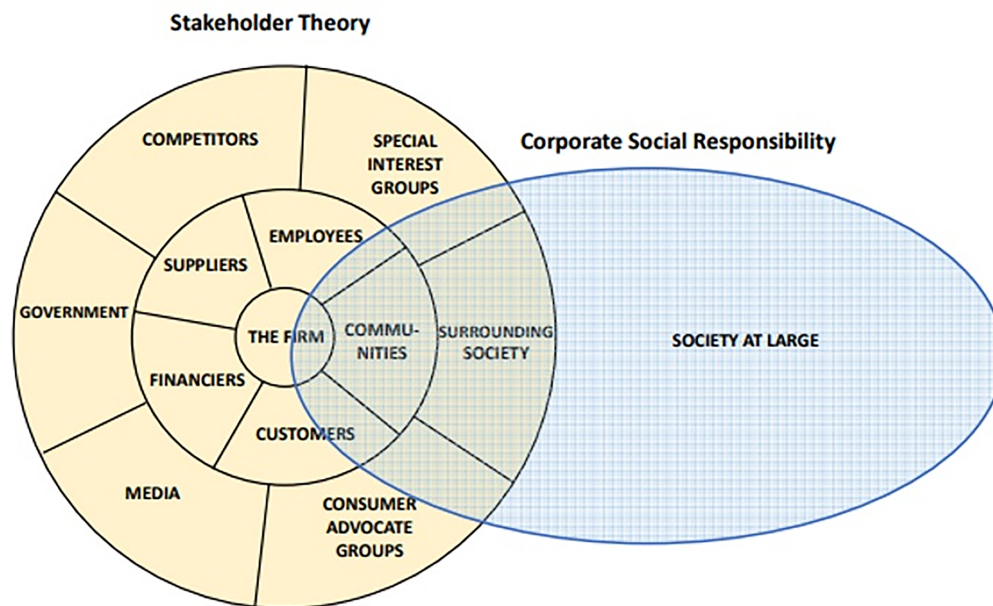 Stakeholder Theory
Corporate Social Responsibility
COMPETITORS
SPECIAL
INTEREST
GROUPS
EMPLOYEES
SUPPLIERS
GOVERNMENT
THE FIRM
COMMU-
NITIES
SURROUNDING
SOCIETY
SOCIETY AT LARGE
FINANCIERS
CUSTOMERS
MEDIA
CONSUMER
ADVOCATE
GROUPS